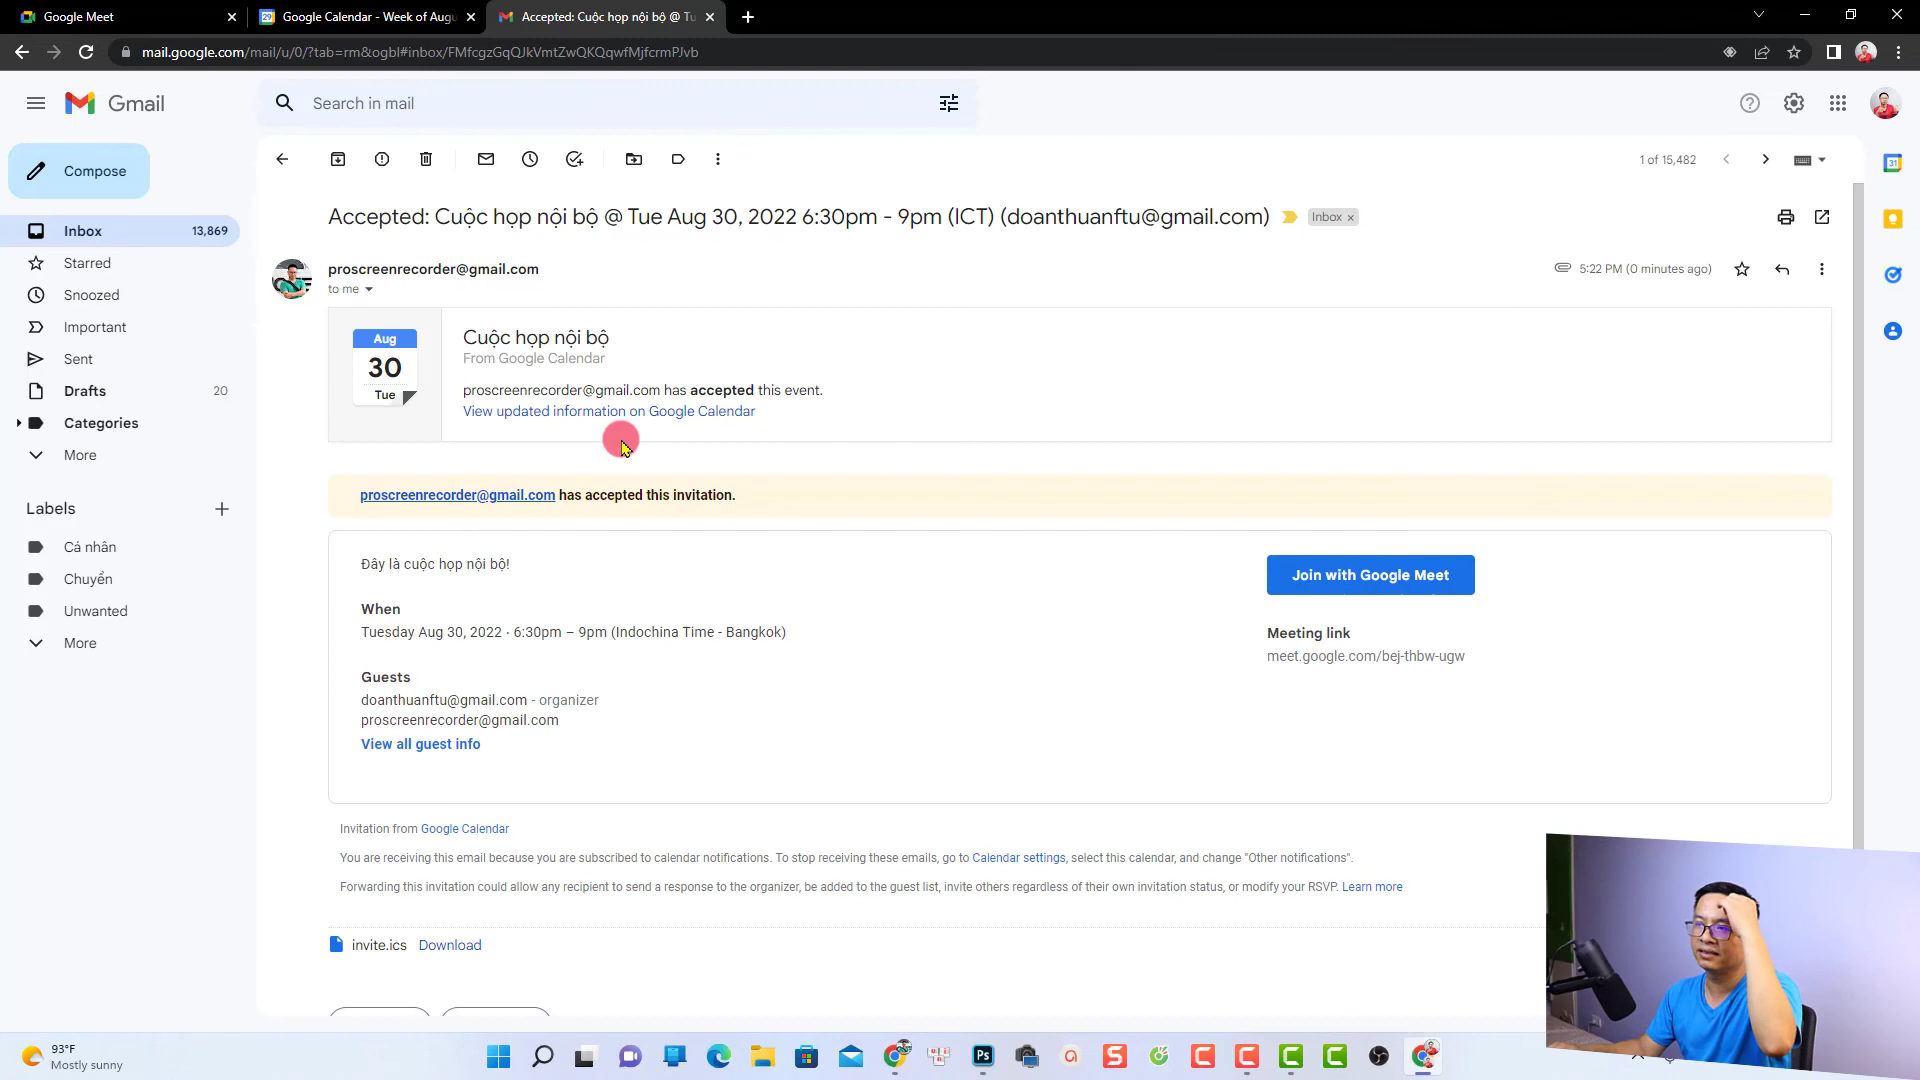 Google Meet
Google Calendar - Week of Augu
Accepted: Cuộc họp nội bộ @ Tu
mail.google.com/mail/u/0/?tab=rm&ogbl#inbox/FMfcgzGqQJkVmtZwQKQqwfMjfcrmPJvb
Gmail
Search in mail
Compose
1 of 15,482
Accepted: Cuộc họp nội bộ @ Tue Aug 30, 2022 6:30pm - 9pm (ICT) (doanthuanftu@gmail.com)
Inbox ×
Inbox 13,869
Starred
Snoozed
Important
Sent
Drafts 20
Categories
More
Labels
Cá nhân
Chuyển
Unwanted
More
proscreenrecorder@gmail.com
5:22 PM (0 minutes ago)
to me
Aug
30
Tue
Cuộc họp nội bộ
From Google Calendar
proscreenrecorder@gmail.com has accepted this event.
View updated information on Google Calendar
proscreenrecorder@gmail.com has accepted this invitation.
Đây là cuộc họp nội bộ!
When
Tuesday Aug 30, 2022 · 6:30pm – 9pm (Indochina Time - Bangkok)
Guests
doanthuanftu@gmail.com - organizer
proscreenrecorder@gmail.com
View all guest info
Join with Google Meet
Meeting link
meet.google.com/bej-thbw-ugw
Invitation from Google Calendar
You are receiving this email because you are subscribed to calendar notifications. To stop receiving these emails, go to Calendar settings, select this calendar, and change "Other notifications".
Forwarding this invitation could allow any recipient to send a response to the organizer, be added to the guest list, invite others regardless of their own invitation status, or modify your RSVP. Learn more
invite.ics Download
31
93°F
Mostly sunny
Ps